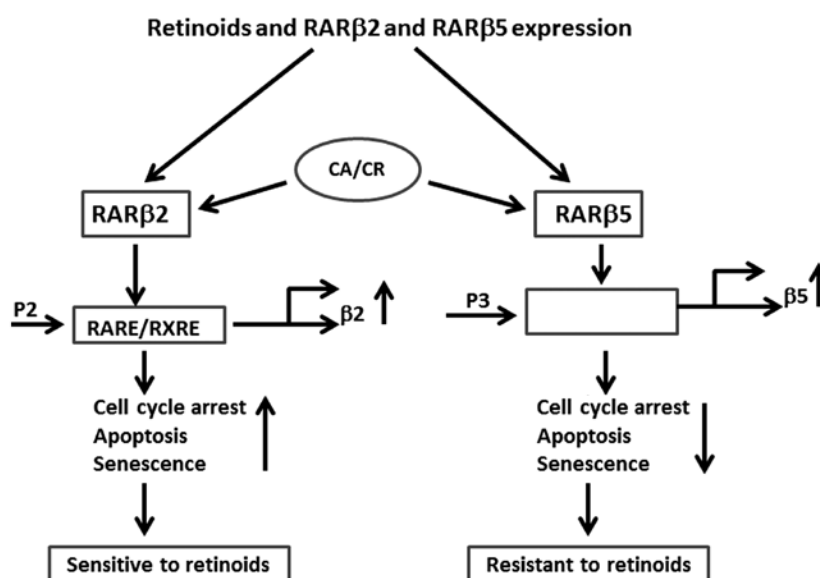 Retinoids and RARβ2 and RARβ5 expression
CA/CR
RARβ2
RARβ5
P2
RARE/RXRE
β2
P3
β5
Cell cycle arrest
Apoptosis
Senescence
Cell cycle arrest
Apoptosis
Senescence
Sensitive to retinoids
Resistant to retinoids